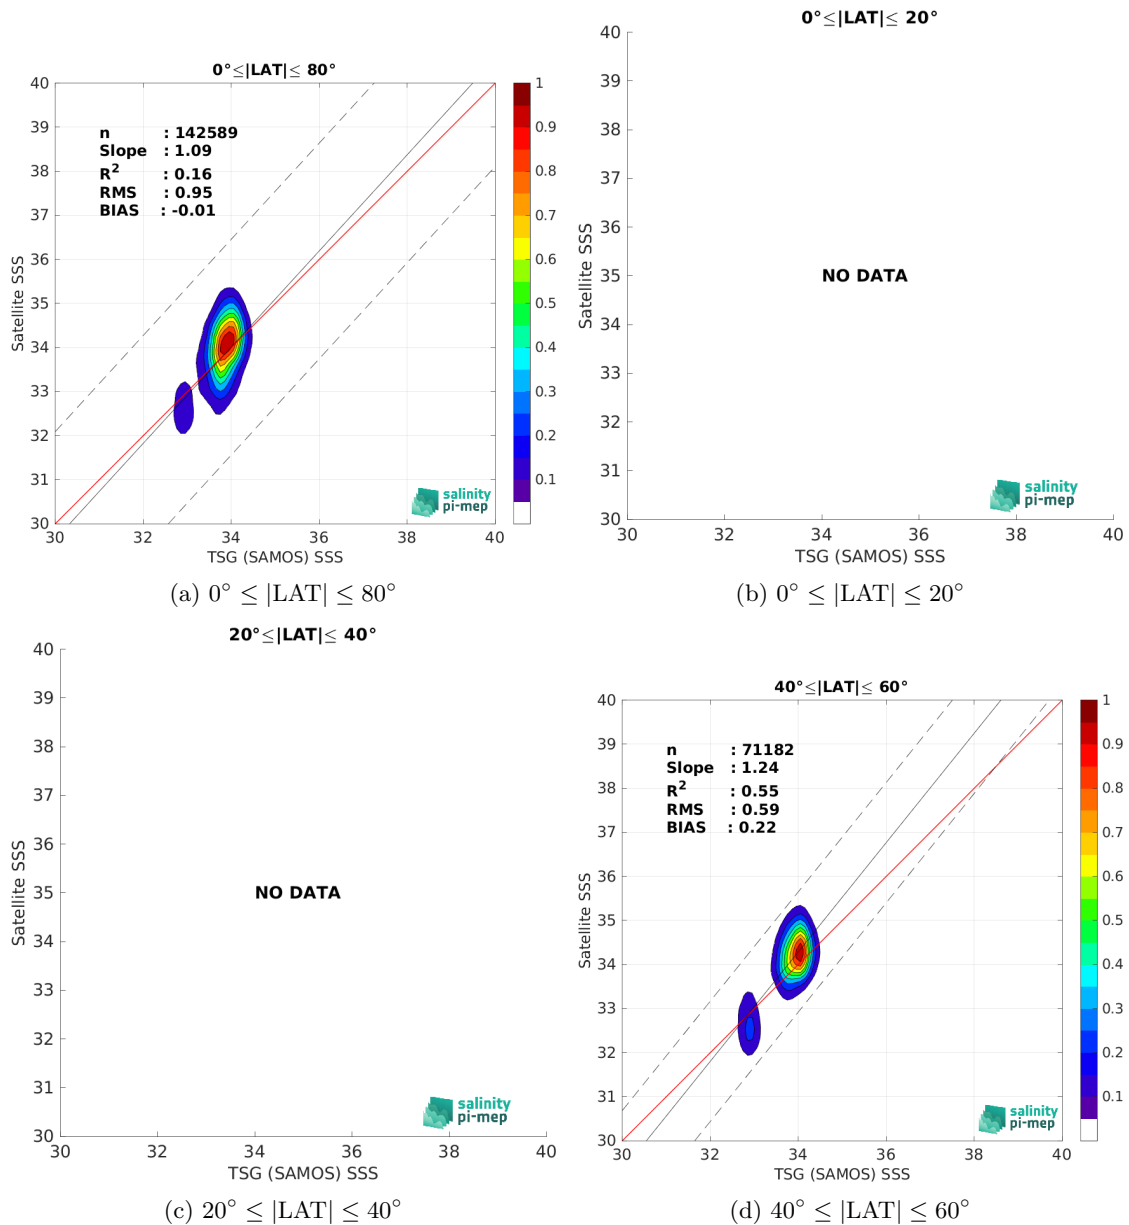 0°≤|LAT|≤ 80°
40
39
38
37
36
35
34
33
32
31
30
30 32 34 36 38 40
Satellite SSS
TSG (SAMOS) SSS
n : 142589
Slope : 1.09
R² : 0.16
RMS : 0.95
BIAS : -0.01
1
0.9
0.8
0.7
0.6
0.5
0.4
0.3
0.2
0.1
salinity
pi-mep
(a) 0° ≤ |LAT| ≤ 80°
0°≤|LAT|≤ 20°
40
39
38
37
36
35
34
33
32
31
30
30 32 34 36 38 40
Satellite SSS
TSG (SAMOS) SSS
NO DATA
salinity
pi-mep
(b) 0° ≤ |LAT| ≤ 20°
20°≤|LAT|≤ 40°
40
39
38
37
36
35
34
33
32
31
30
30 32 34 36 38 40
Satellite SSS
TSG (SAMOS) SSS
NO DATA
salinity
pi-mep
(c) 20° ≤ |LAT| ≤ 40°
40°≤|LAT|≤ 60°
40
39
38
37
36
35
34
33
32
31
30
30 32 34 36 38 40
Satellite SSS
TSG (SAMOS) SSS
n : 71182
Slope : 1.24
R² : 0.55
RMS : 0.59
BIAS : 0.22
1
0.9
0.8
0.7
0.6
0.5
0.4
0.3
0.2
0.1
salinity
pi-mep
(d) 40° ≤ |LAT| ≤ 60°